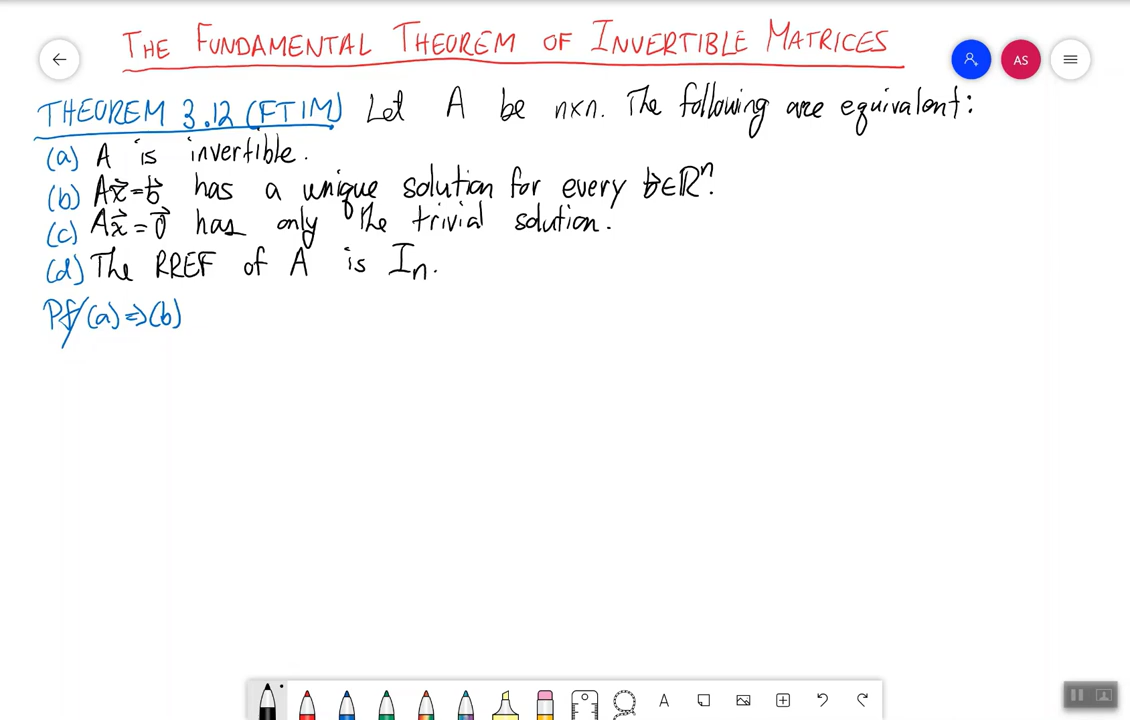 THE FUNDAMENTAL THEOREM OF INVERTIBLE MATRICES
AS
THEOREM 3.12 (FTIM) Let A be n×n. The following are equivalent:
(a) A is invertible.
(b) Ax⃗=b⃗ has a unique solution for every b⃗∈ℝⁿ.
(c) Ax⃗=0⃗ has only the trivial solution.
(d) The RREF of A is Iₙ.
Pf/ (a)⇒(b)
A